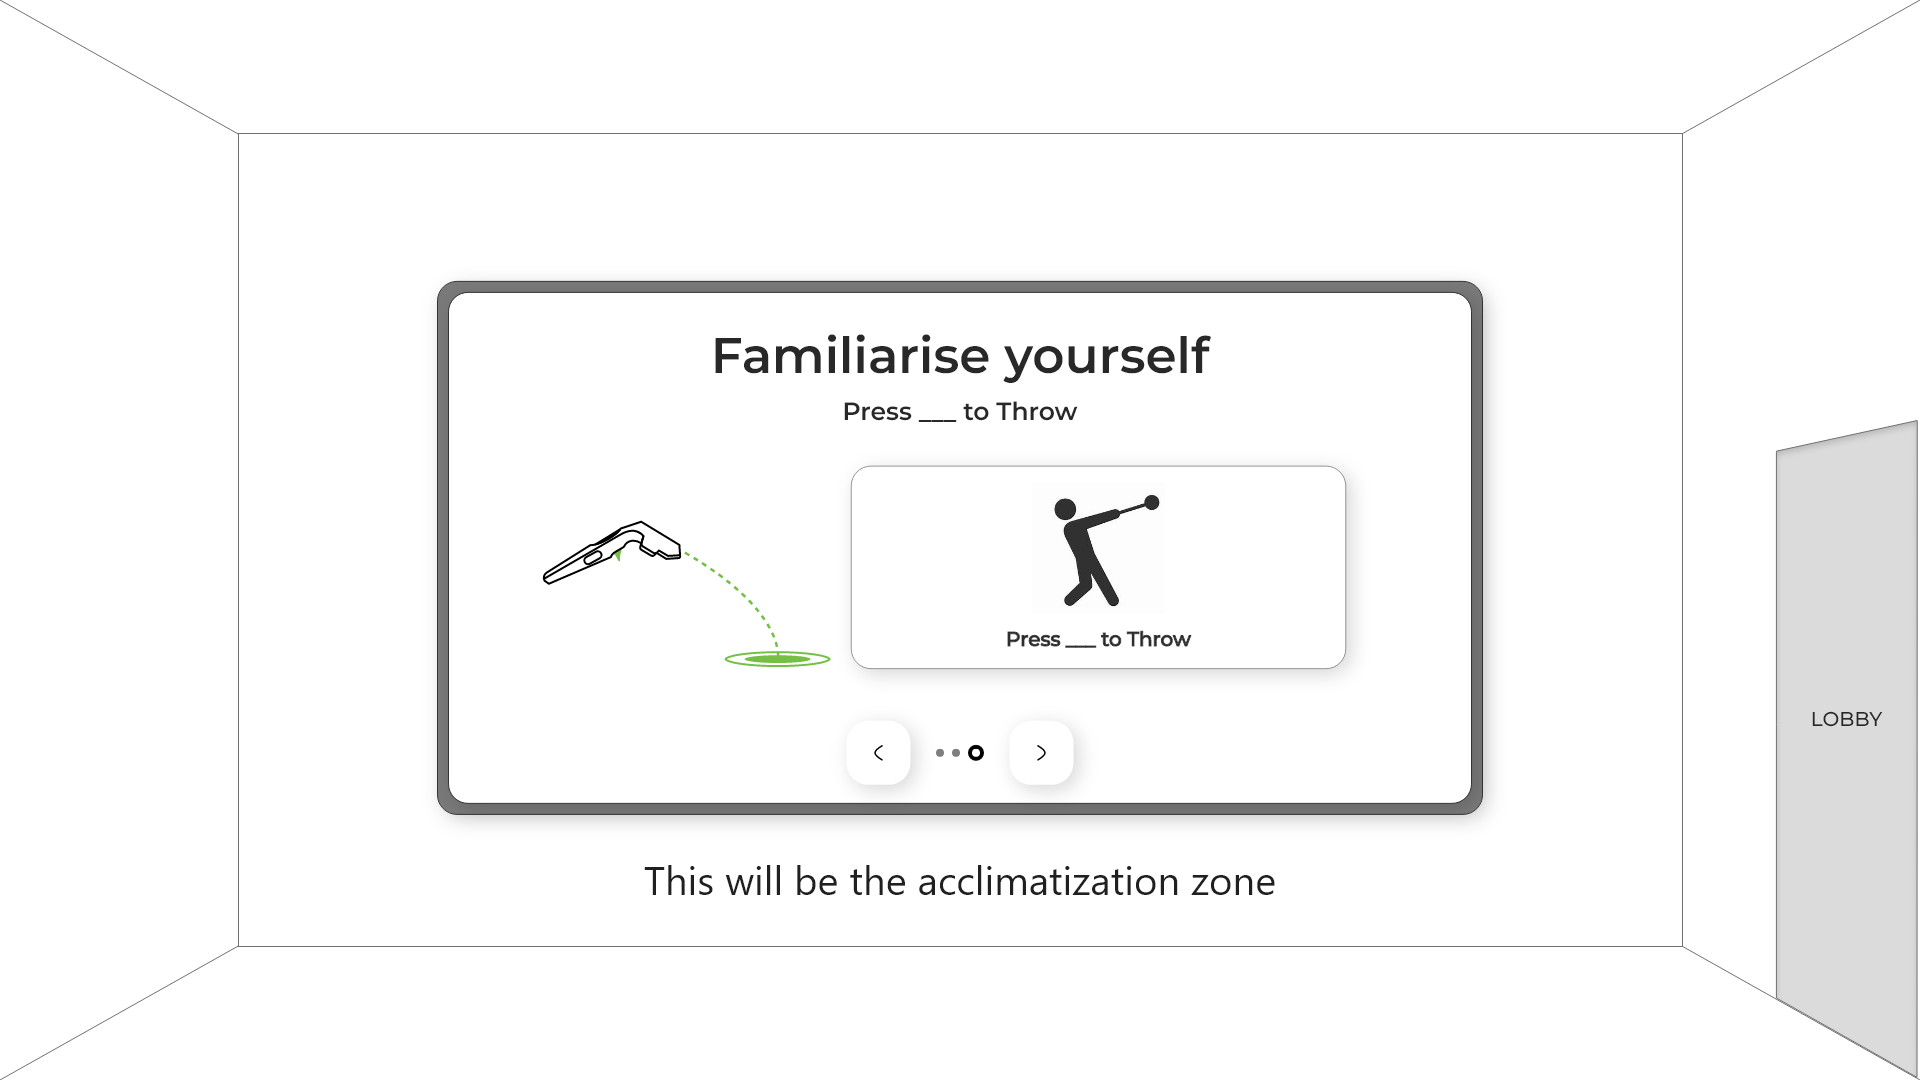 Familiarise yourself
Press ___ to Throw
Press ___ to Throw
This will be the acclimatization zone
LOBBY